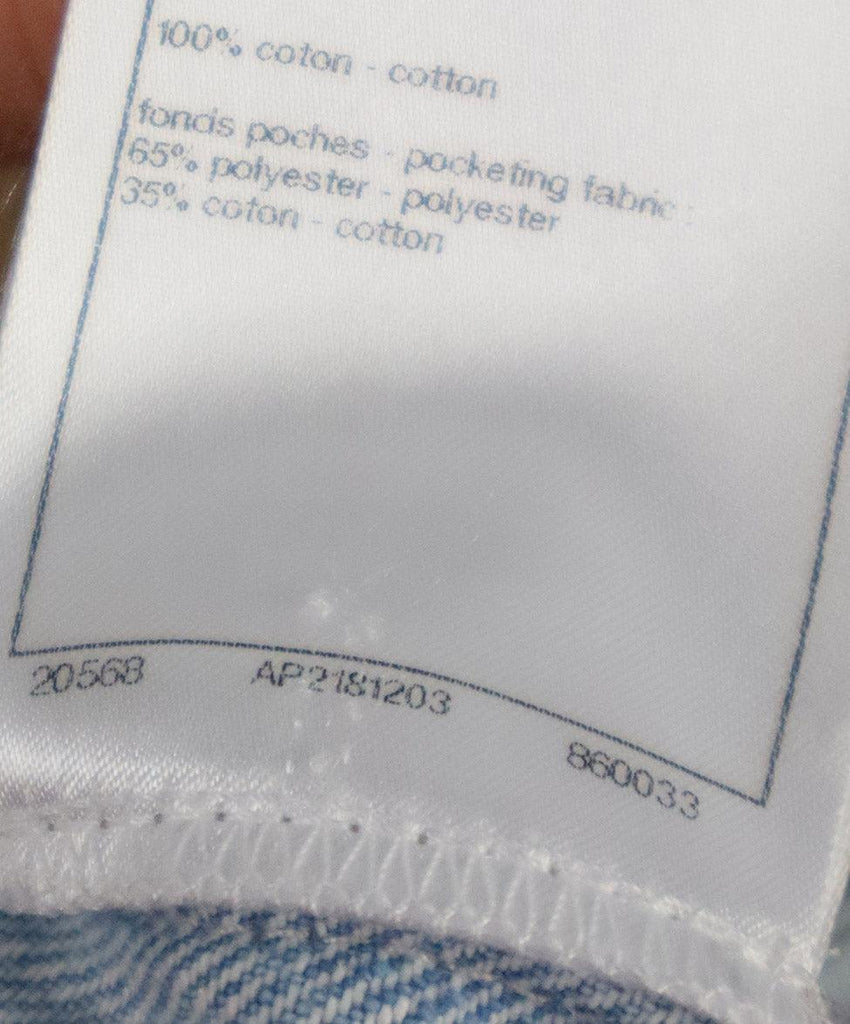 100% coton - cotton
fonds poches - pocketing fabric :
65% polyester - polyester
35% coton - cotton
20568 AP2181203 860033